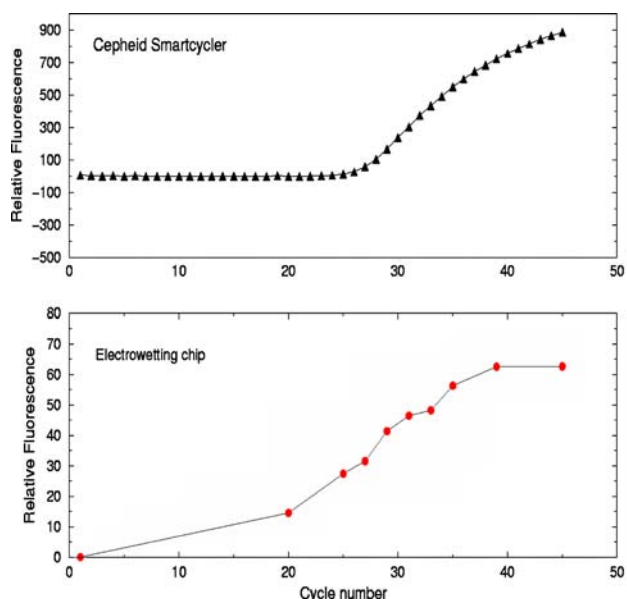 Relative Fluorescence
900
700
500
300
100
−100
−300
−500
Cepheid Smartcycler
0 10 20 30 40 50
Relative Fluorescence
80
70
60
50
40
30
20
10
0
Electrowetting chip
0 10 20 30 40 50
Cycle number